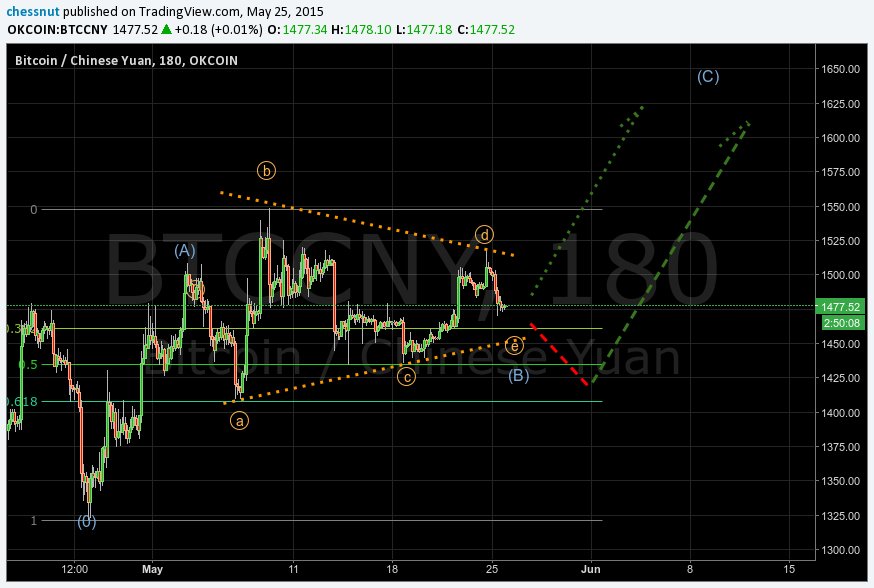 chessnut published on TradingView.com, May 25, 2015
OKCOIN:BTCCNY 1477.52 ▲ +0.18 (+0.01%) O:1477.34 H:1478.10 L:1477.18 C:1477.52
Bitcoin / Chinese Yuan, 180, OKCOIN
BTCCNY, 180
Bitcoin / Chinese Yuan
(C)
b
0
(A)
d
0.5
e
(B)
c
0.618
a
1
(0)
1650.00
1625.00
1600.00
1575.00
1550.00
1525.00
1500.00
1477.52
2:50:08
1450.00
1425.00
1400.00
1375.00
1350.00
1325.00
1300.00
12:00 May 11 18 25 Jun 8 15